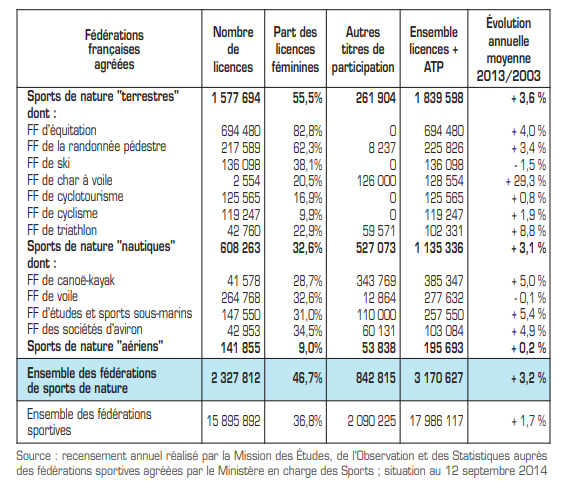 Fédérations françaises agréées | Nombre de licences | Part des licences féminines | Autres titres de participation | Ensemble licences + ATP | Évolution annuelle moyenne 2013/2003
Sports de nature "terrestres" dont : | 1 577 694 | 55,5% | 261 904 | 1 839 598 | + 3,6 %
FF d'équitation | 694 480 | 82,8% | 0 | 694 480 | + 4,0 %
FF de la randonnée pédestre | 217 589 | 62,3% | 8 237 | 225 826 | + 3,4 %
FF de ski | 136 098 | 38,1% | 0 | 136 098 | - 1,5 %
FF de char à voile | 2 554 | 20,5% | 126 000 | 128 554 | + 29,3 %
FF de cyclotourisme | 125 565 | 16,9% | 0 | 125 565 | + 0,8 %
FF de cyclisme | 119 247 | 9,9% | 0 | 119 247 | + 1,9 %
FF de triathlon | 42 760 | 22,9% | 59 571 | 102 331 | + 8,8 %
Sports de nature "nautiques" dont : | 608 263 | 32,6% | 527 073 | 1 135 336 | + 3,1 %
FF de canoë-kayak | 41 578 | 28,7% | 343 769 | 385 347 | + 5,0 %
FF de voile | 264 768 | 32,6% | 12 864 | 277 632 | - 0,1 %
FF d'études et sports sous-marins | 147 550 | 31,0% | 110 000 | 257 550 | + 5,4 %
FF des sociétés d'aviron | 42 953 | 34,5% | 60 131 | 103 084 | + 4,9 %
Sports de nature "aériens" | 141 855 | 9,0% | 53 838 | 195 693 | + 0,2 %
Ensemble des fédérations de sports de nature | 2 327 812 | 46,7% | 842 815 | 3 170 627 | + 3,2 %
Ensemble des fédérations sportives | 15 895 892 | 36,8% | 2 090 225 | 17 986 117 | + 1,7%
Source : recensement annuel réalisé par la Mission des Études, de l'Observation et des Statistiques auprès
des fédérations sportives agréées par le Ministère en charge des Sports ; situation au 12 septembre 2014